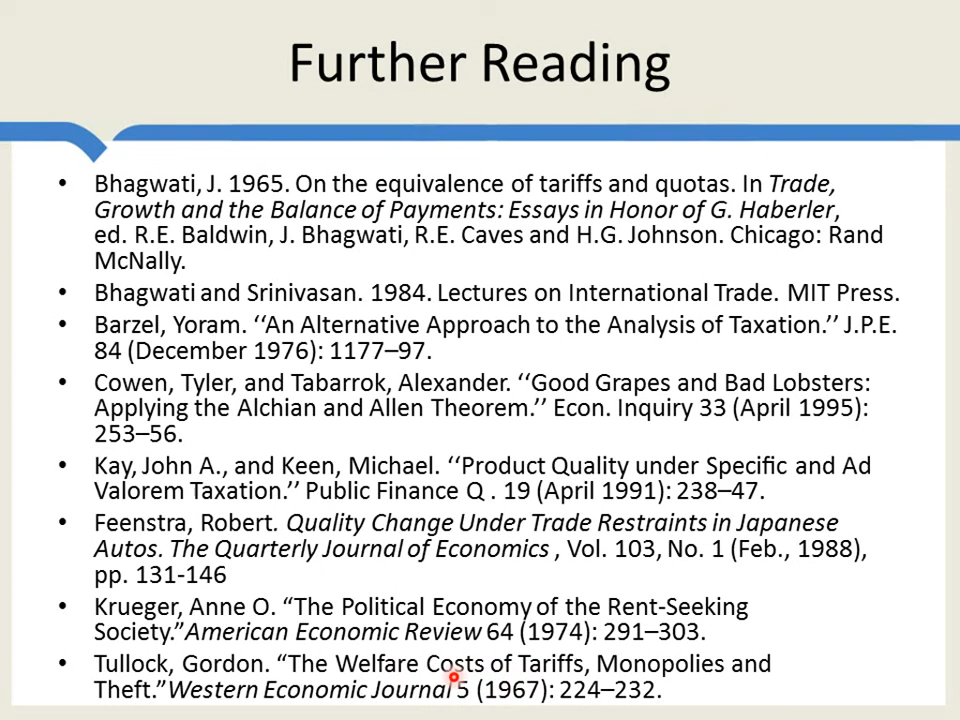 Further Reading
• Bhagwati, J. 1965. On the equivalence of tariffs and quotas. In Trade,
Growth and the Balance of Payments: Essays in Honor of G. Haberler,
ed. R.E. Baldwin, J. Bhagwati, R.E. Caves and H.G. Johnson. Chicago: Rand
McNally.
• Bhagwati and Srinivasan. 1984. Lectures on International Trade. MIT Press.
• Barzel, Yoram. ‘‘An Alternative Approach to the Analysis of Taxation.’’ J.P.E.
84 (December 1976): 1177–97.
• Cowen, Tyler, and Tabarrok, Alexander. ‘‘Good Grapes and Bad Lobsters:
Applying the Alchian and Allen Theorem.’’ Econ. Inquiry 33 (April 1995):
253–56.
• Kay, John A., and Keen, Michael. ‘‘Product Quality under Specific and Ad
Valorem Taxation.’’ Public Finance Q . 19 (April 1991): 238–47.
• Feenstra, Robert. Quality Change Under Trade Restraints in Japanese
Autos. The Quarterly Journal of Economics , Vol. 103, No. 1 (Feb., 1988),
pp. 131-146
• Krueger, Anne O. “The Political Economy of the Rent-Seeking
Society.”American Economic Review 64 (1974): 291–303.
• Tullock, Gordon. “The Welfare Costs of Tariffs, Monopolies and
Theft.”Western Economic Journal 5 (1967): 224–232.